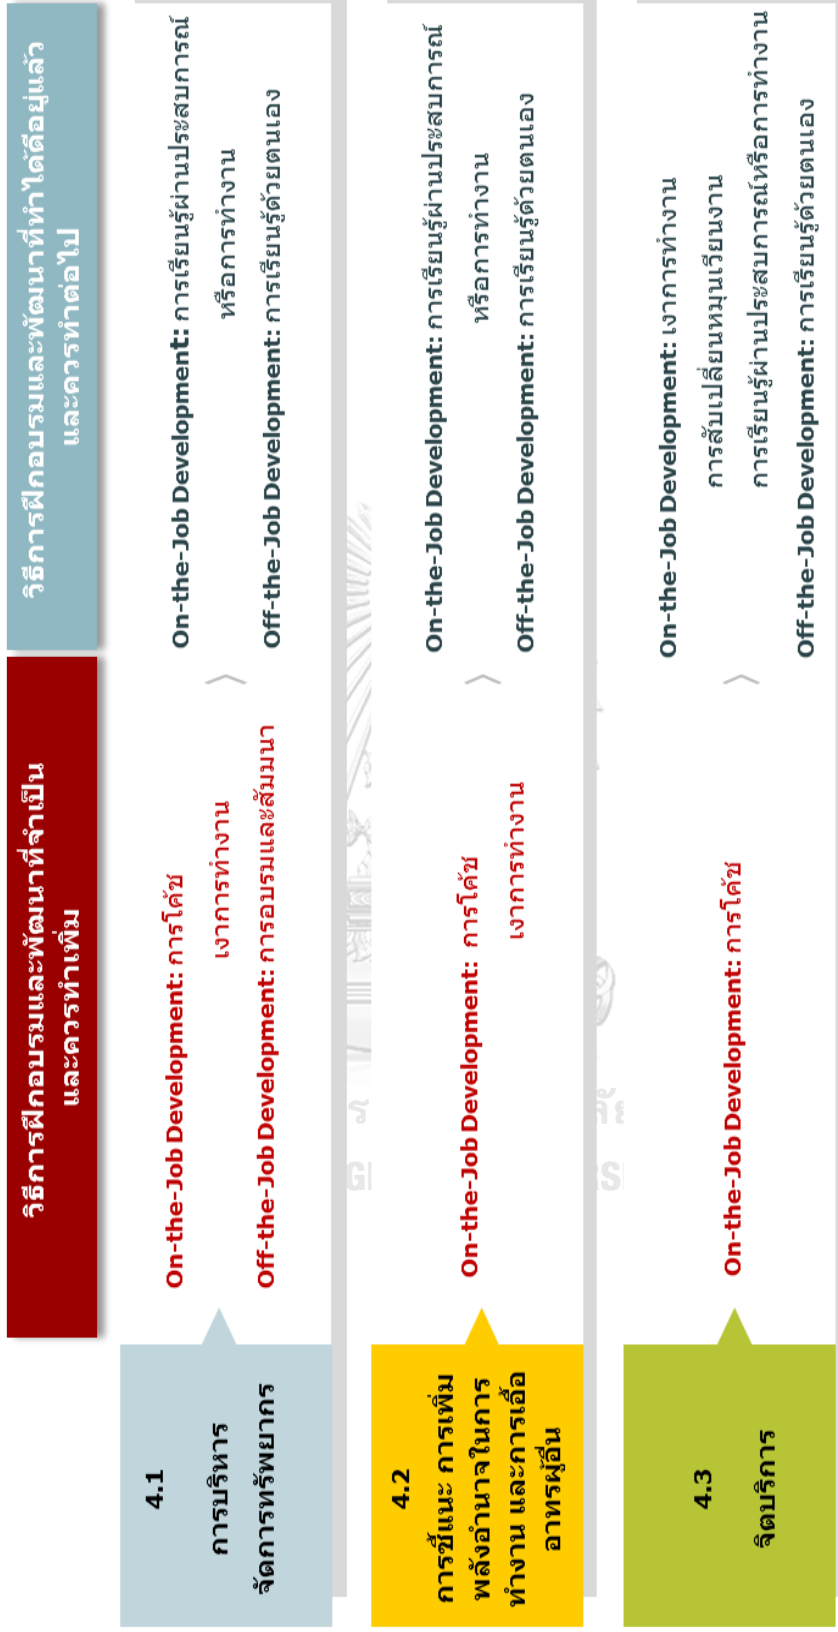 วิธีการฝึกอบรมและพัฒนาที่จำเป็น
และควรทำเพิ่ม
วิธีการฝึกอบรมและพัฒนาที่ทำได้ดีอยู่แล้ว
และควรทำต่อไป
4.1
การบริหาร
จัดการทรัพยากร
On-the-Job Development: การโค้ช
เงาการทำงาน
Off-the-Job Development: การอบรมและสัมมนา
On-the-Job Development: การเรียนรู้ผ่านประสบการณ์
หรือการทำงาน
Off-the-Job Development: การเรียนรู้ด้วยตนเอง
4.2
การชี้แนะ การเพิ่ม
พลังอำนาจในการ
ทำงาน และการเอื้อ
อาทรผู้อื่น
On-the-Job Development: การโค้ช
เงาการทำงาน
On-the-Job Development: การเรียนรู้ผ่านประสบการณ์
หรือการทำงาน
Off-the-Job Development: การเรียนรู้ด้วยตนเอง
4.3
จิตบริการ
On-the-Job Development: การโค้ช
On-the-Job Development: เงาการทำงาน
การสับเปลี่ยนหมุนเวียนงาน
การเรียนรู้ผ่านประสบการณ์หรือการทำงาน
Off-the-Job Development: การเรียนรู้ด้วยตนเอง